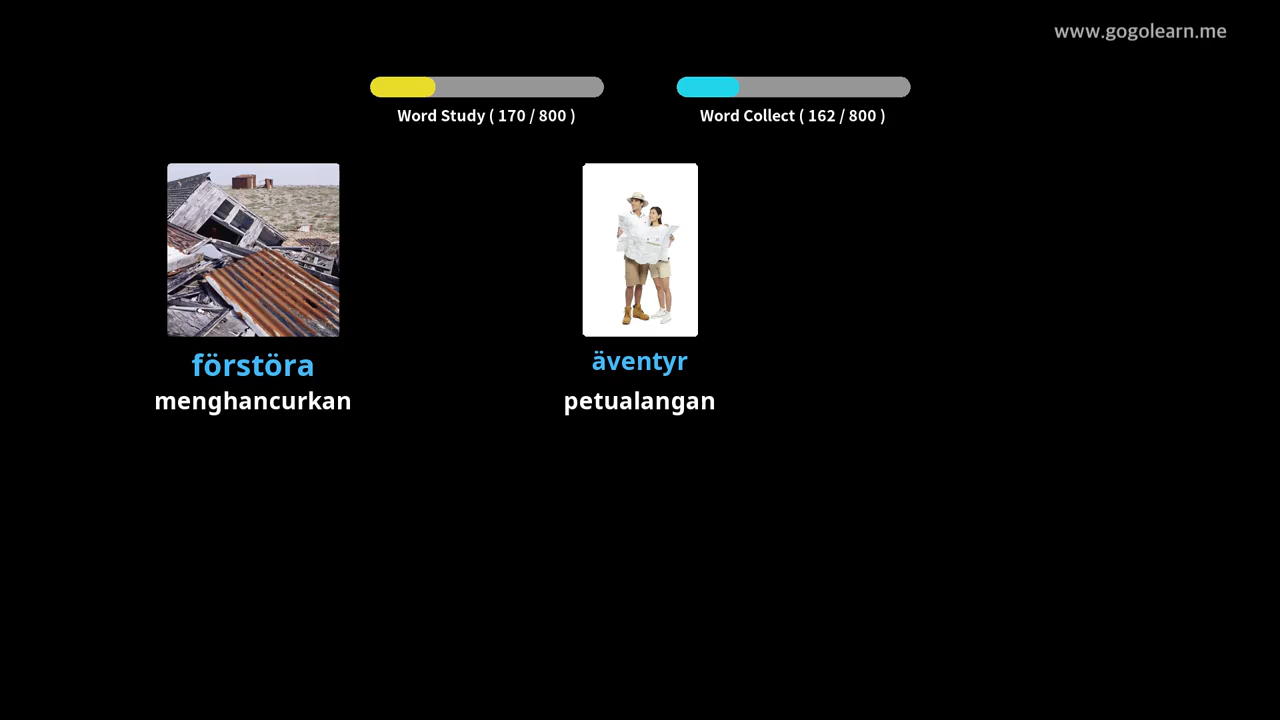 www.gogolearn.me
Word Study ( 170 / 800 )
Word Collect ( 162 / 800 )
förstöra
menghancurkan
äventyr
petualangan